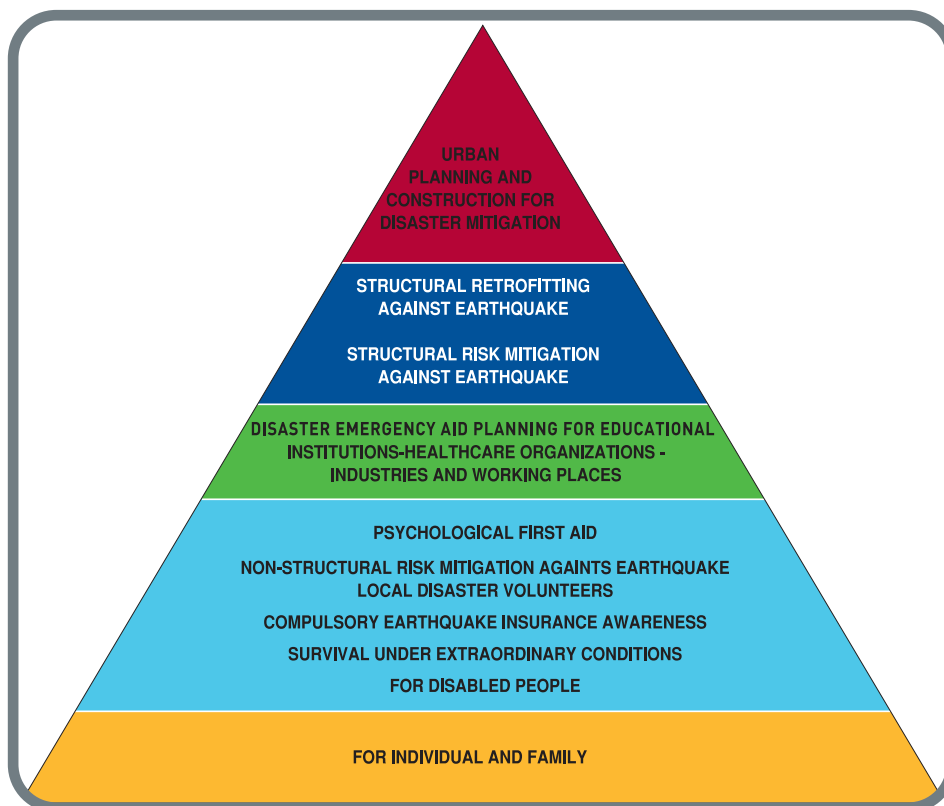 URBAN
PLANNING AND
CONSTRUCTION FOR
DISASTER MITIGATION
STRUCTURAL RETROFITTING
AGAINST EARTHQUAKE
STRUCTURAL RISK MITIGATION
AGAINST EARTHQUAKE
DISASTER EMERGENCY AID PLANNING FOR EDUCATIONAL
INSTITUTIONS-HEALTHCARE ORGANIZATIONS -
INDUSTRIES AND WORKING PLACES
PSYCHOLOGICAL FIRST AID
NON-STRUCTURAL RISK MITIGATION AGAINTS EARTHQUAKE
LOCAL DISASTER VOLUNTEERS
COMPULSORY EARTHQUAKE INSURANCE AWARENESS
SURVIVAL UNDER EXTRAORDINARY CONDITIONS
FOR DISABLED PEOPLE
FOR INDIVIDUAL AND FAMILY